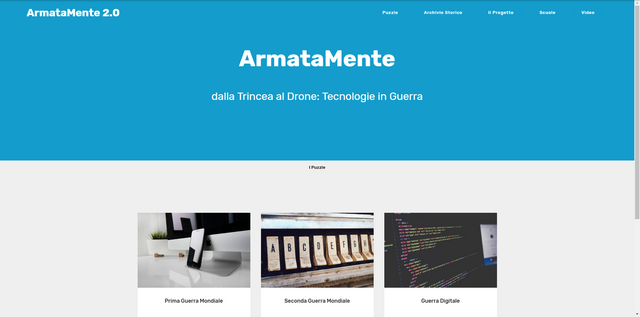 ArmataMente 2.0
Puzzle Archivio Storico Il Progetto Scuole Video
ArmataMente
dalla Trincea al Drone: Tecnologie in Guerra
I Puzzle
A B C D E F G H
Prima Guerra Mondiale
Seconda Guerra Mondiale
Guerra Digitale